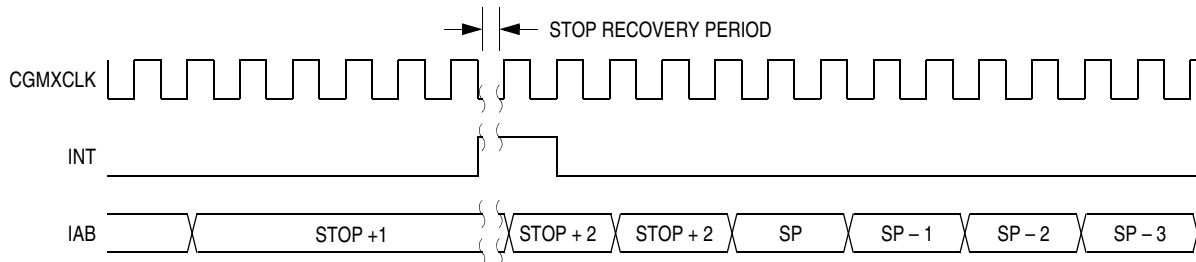 STOP RECOVERY PERIOD
CGMXCLK
INT
IAB
STOP +1
STOP + 2
STOP + 2
SP
SP – 1
SP – 2
SP – 3